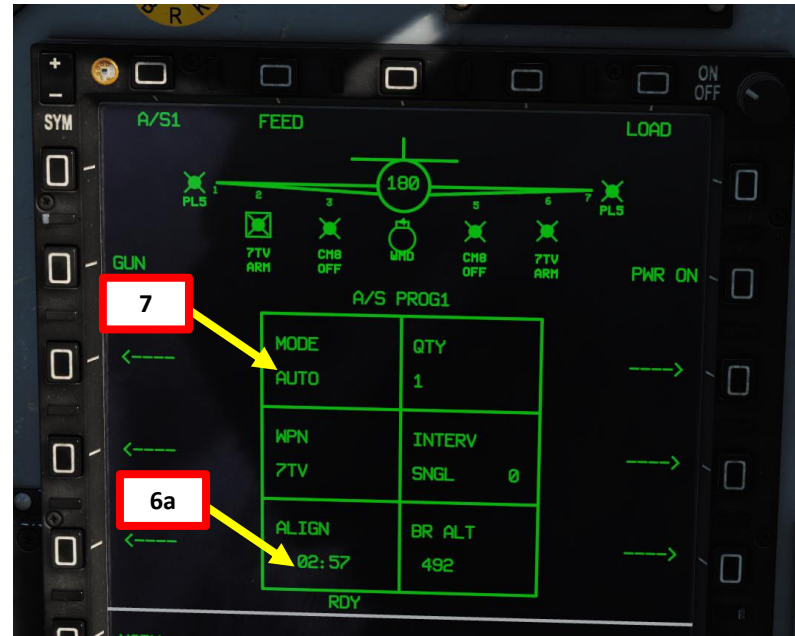 B R K
+
-
SYM
ON
OFF
A/S1 FEED LOAD
180
1 2 3 4 5 6 7
PL5 PL5
7TV CM8 WMD CM8 7TV
ARM OFF OFF ARM
GUN PWR ON
7
A/S PROG1
MODE QTY
<---- ---->
AUTO 1
WPN INTERV
<---- ---->
7TV SNGL 0
6a
ALIGN BR ALT
<---- ---->
02:57 492
RDY